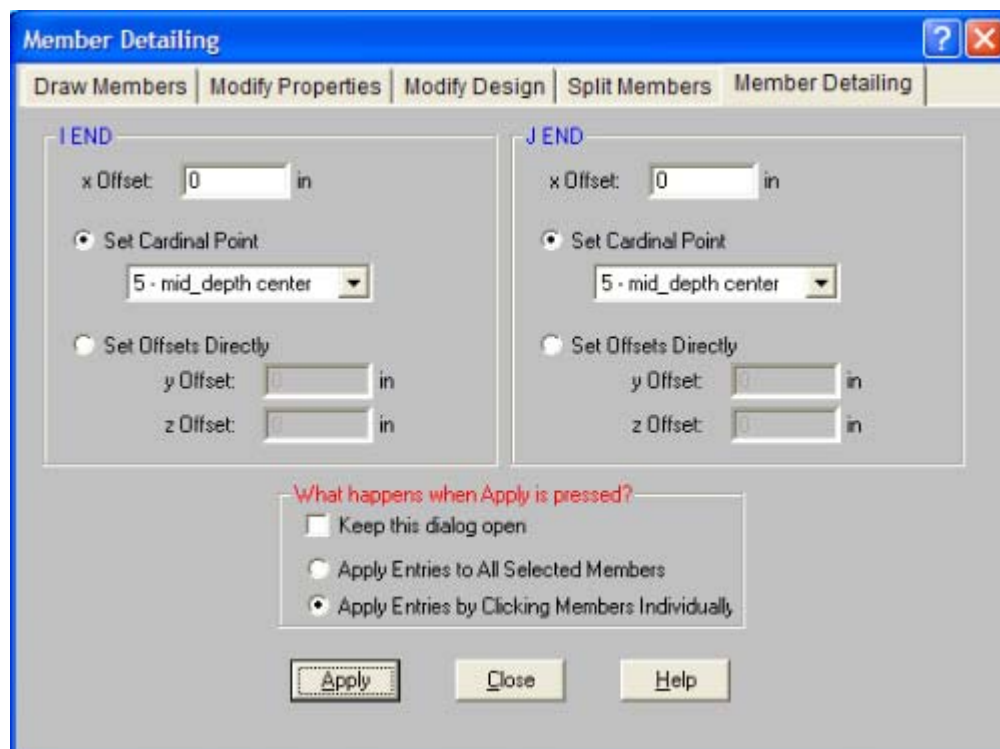 Member Detailing
Draw Members Modify Properties Modify Design Split Members Member Detailing
I END
x Offset: 0 in
Set Cardinal Point
5 - mid_depth center
Set Offsets Directly
y Offset: 0 in
z Offset: 0 in
J END
x Offset: 0 in
Set Cardinal Point
5 - mid_depth center
Set Offsets Directly
y Offset: 0 in
z Offset: 0 in
What happens when Apply is pressed?
Keep this dialog open
Apply Entries to All Selected Members
Apply Entries by Clicking Members Individually
Apply Close Help